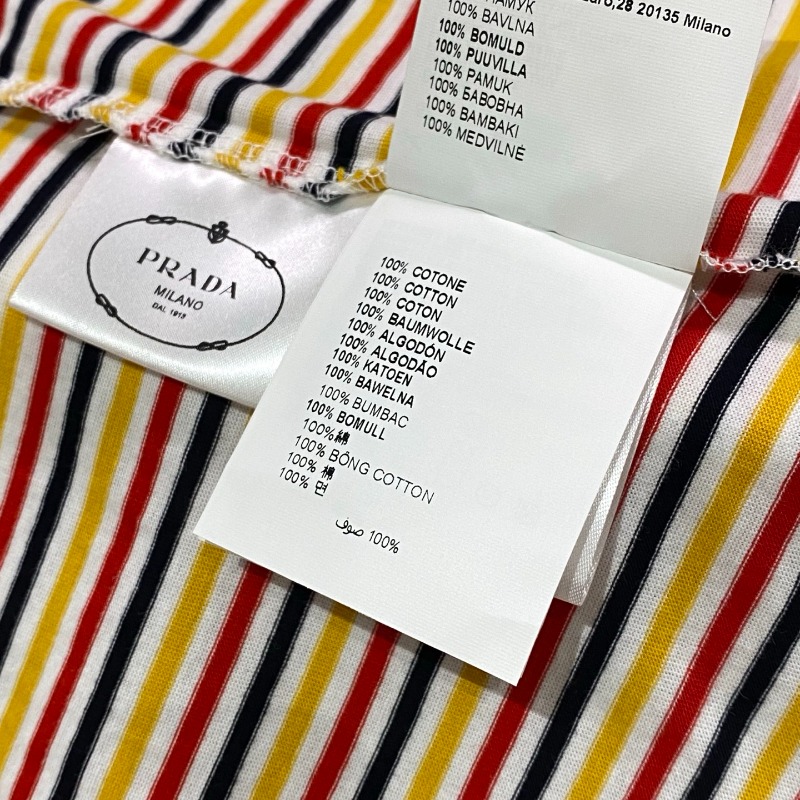 28 20135 Milano
100% BAVLNA
100% BOMULD
100% PUUVILLA
100% PAMUK
100% БАВОВНА
100% BAMBAKI
100% MEDVILNĖ
PRADA
MILANO
DAL 1913
100% COTONE
100% COTTON
100% COTON
100% BAUMWOLLE
100% ALGODÓN
100% ALGODÃO
100% KATOEN
100% BAWELNA
100% BUMBAC
100% BOMULL
100%綿
100% BÔNG COTTON
100% 棉
100% 면
100% صوف